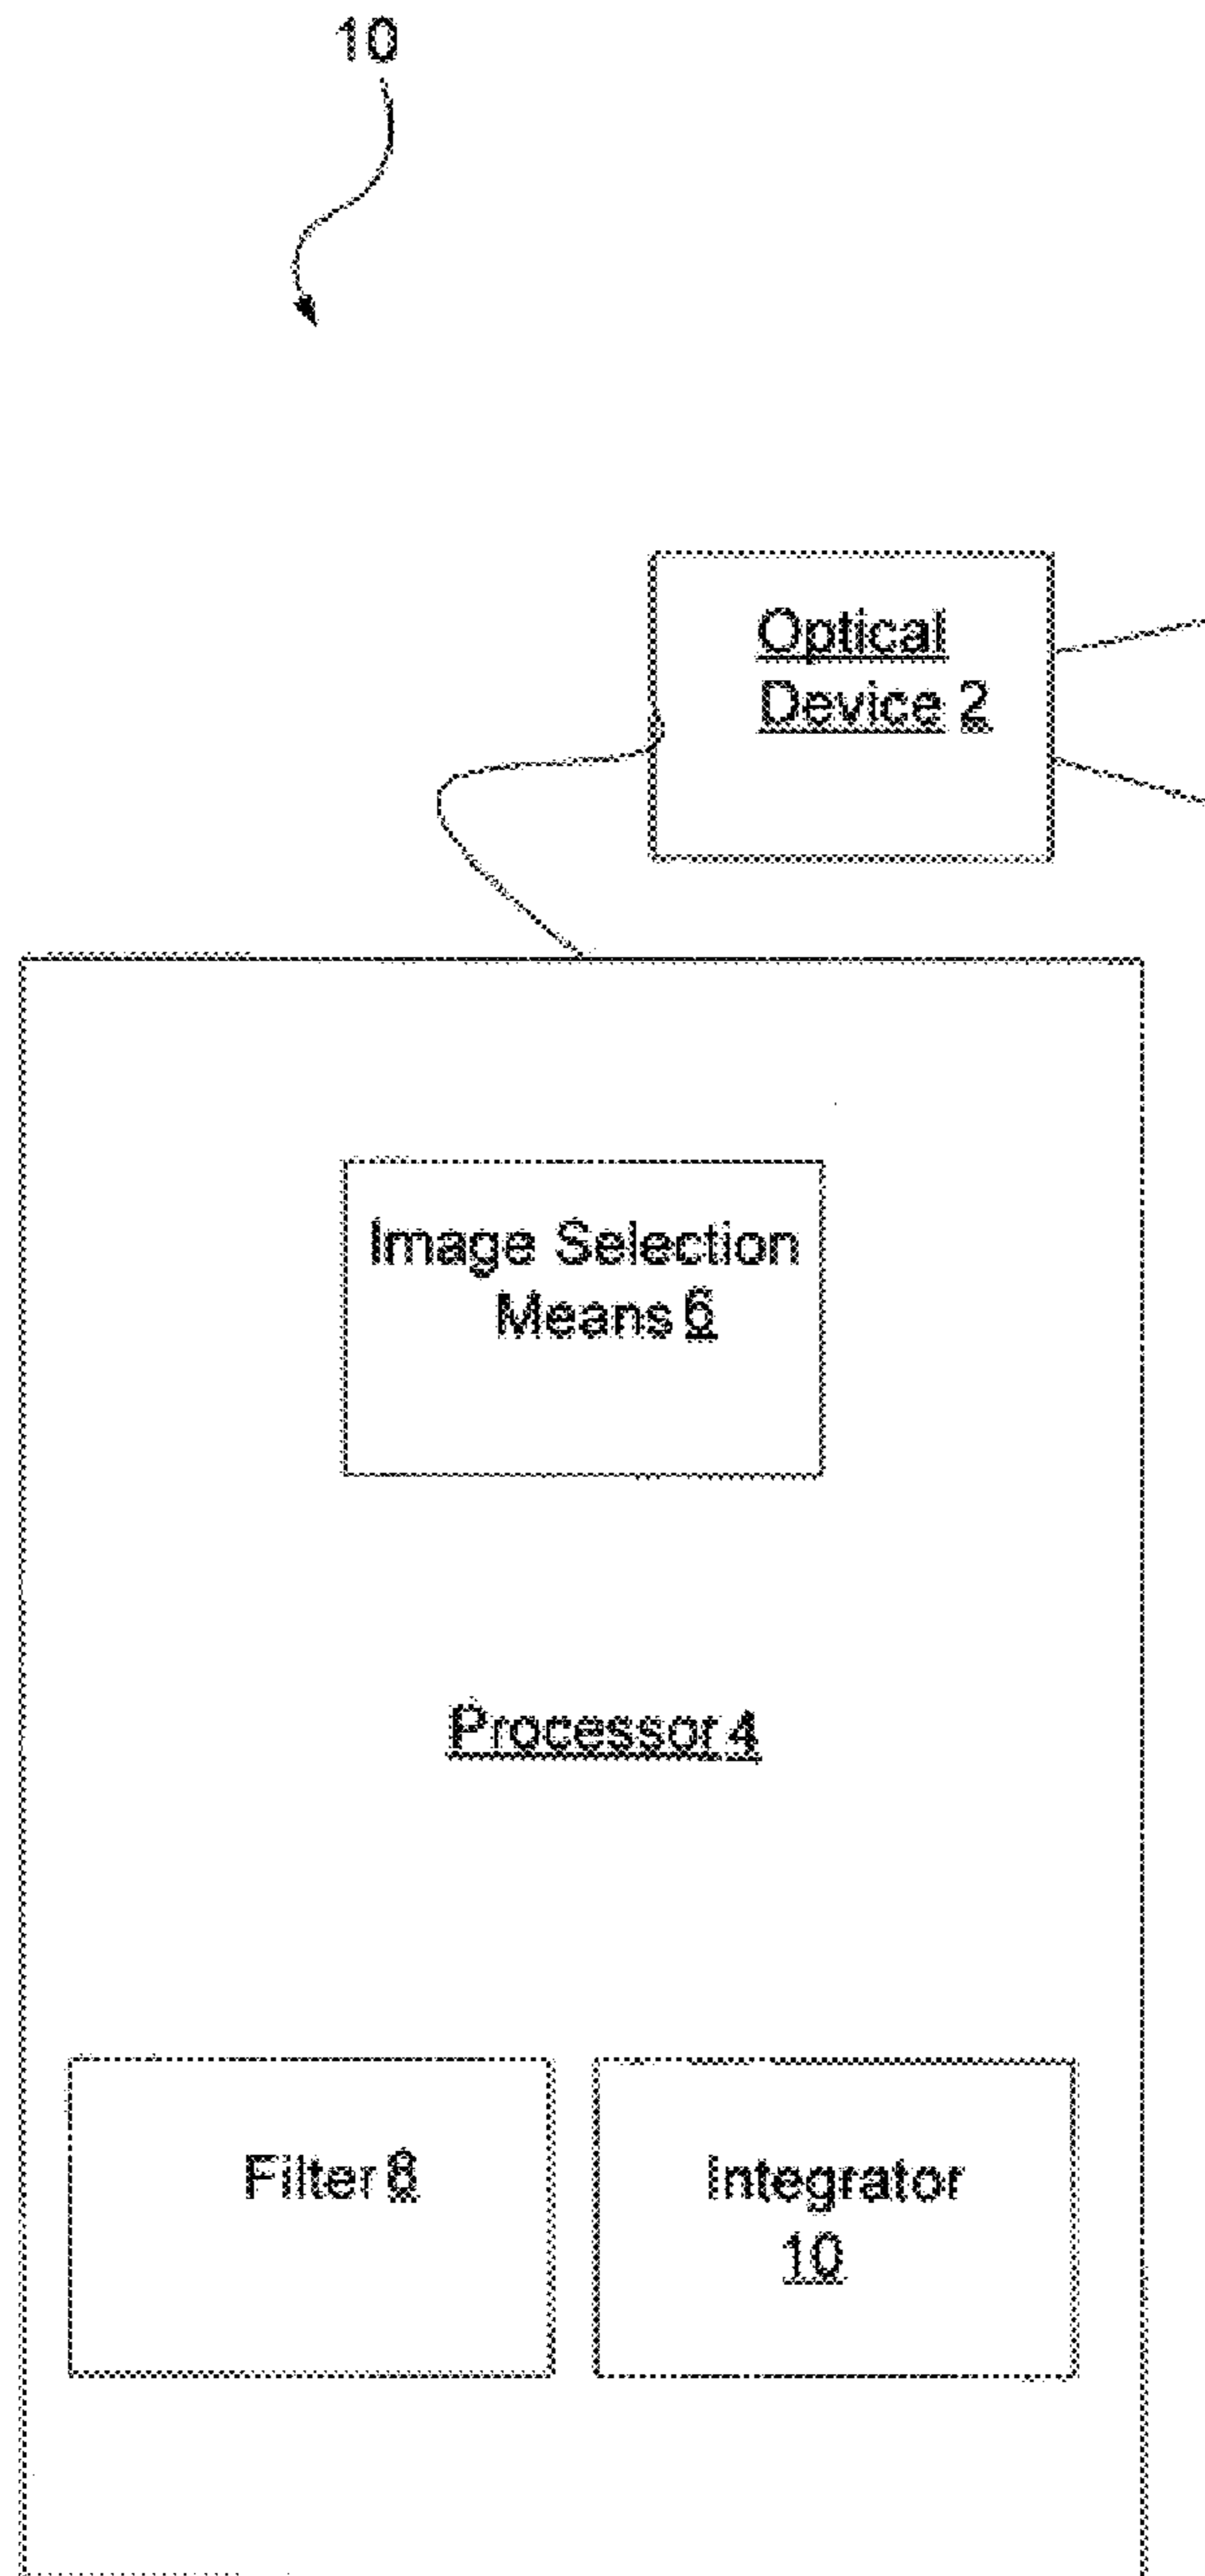 10
Optical
Device 2
Image Selection
Means 6
Processor 4
Filter 8
Integrator
10